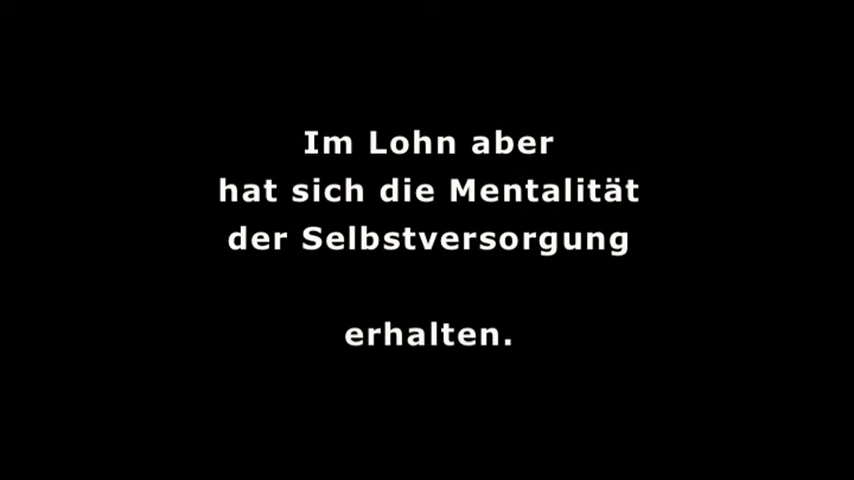 Im Lohn aber
hat sich die Mentalität
der Selbstversorgung
erhalten.